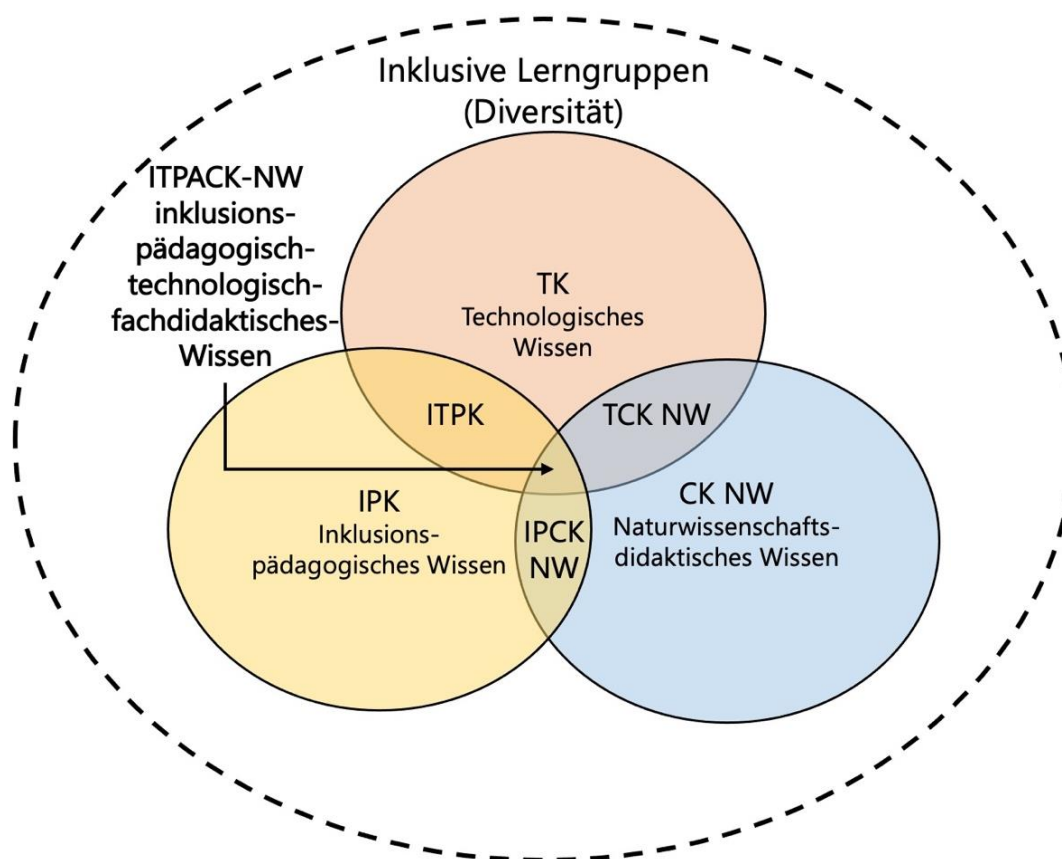 Inklusive Lerngruppen
(Diversität)
ITPACK-NW
inklusions-
pädagogisch-
technologisch-
fachdidaktisches-
Wissen
TK
Technologisches
Wissen
ITPK
TCK NW
IPK
Inklusions-
pädagogisches Wissen
IPCK
NW
CK NW
Naturwissenschafts-
didaktisches Wissen